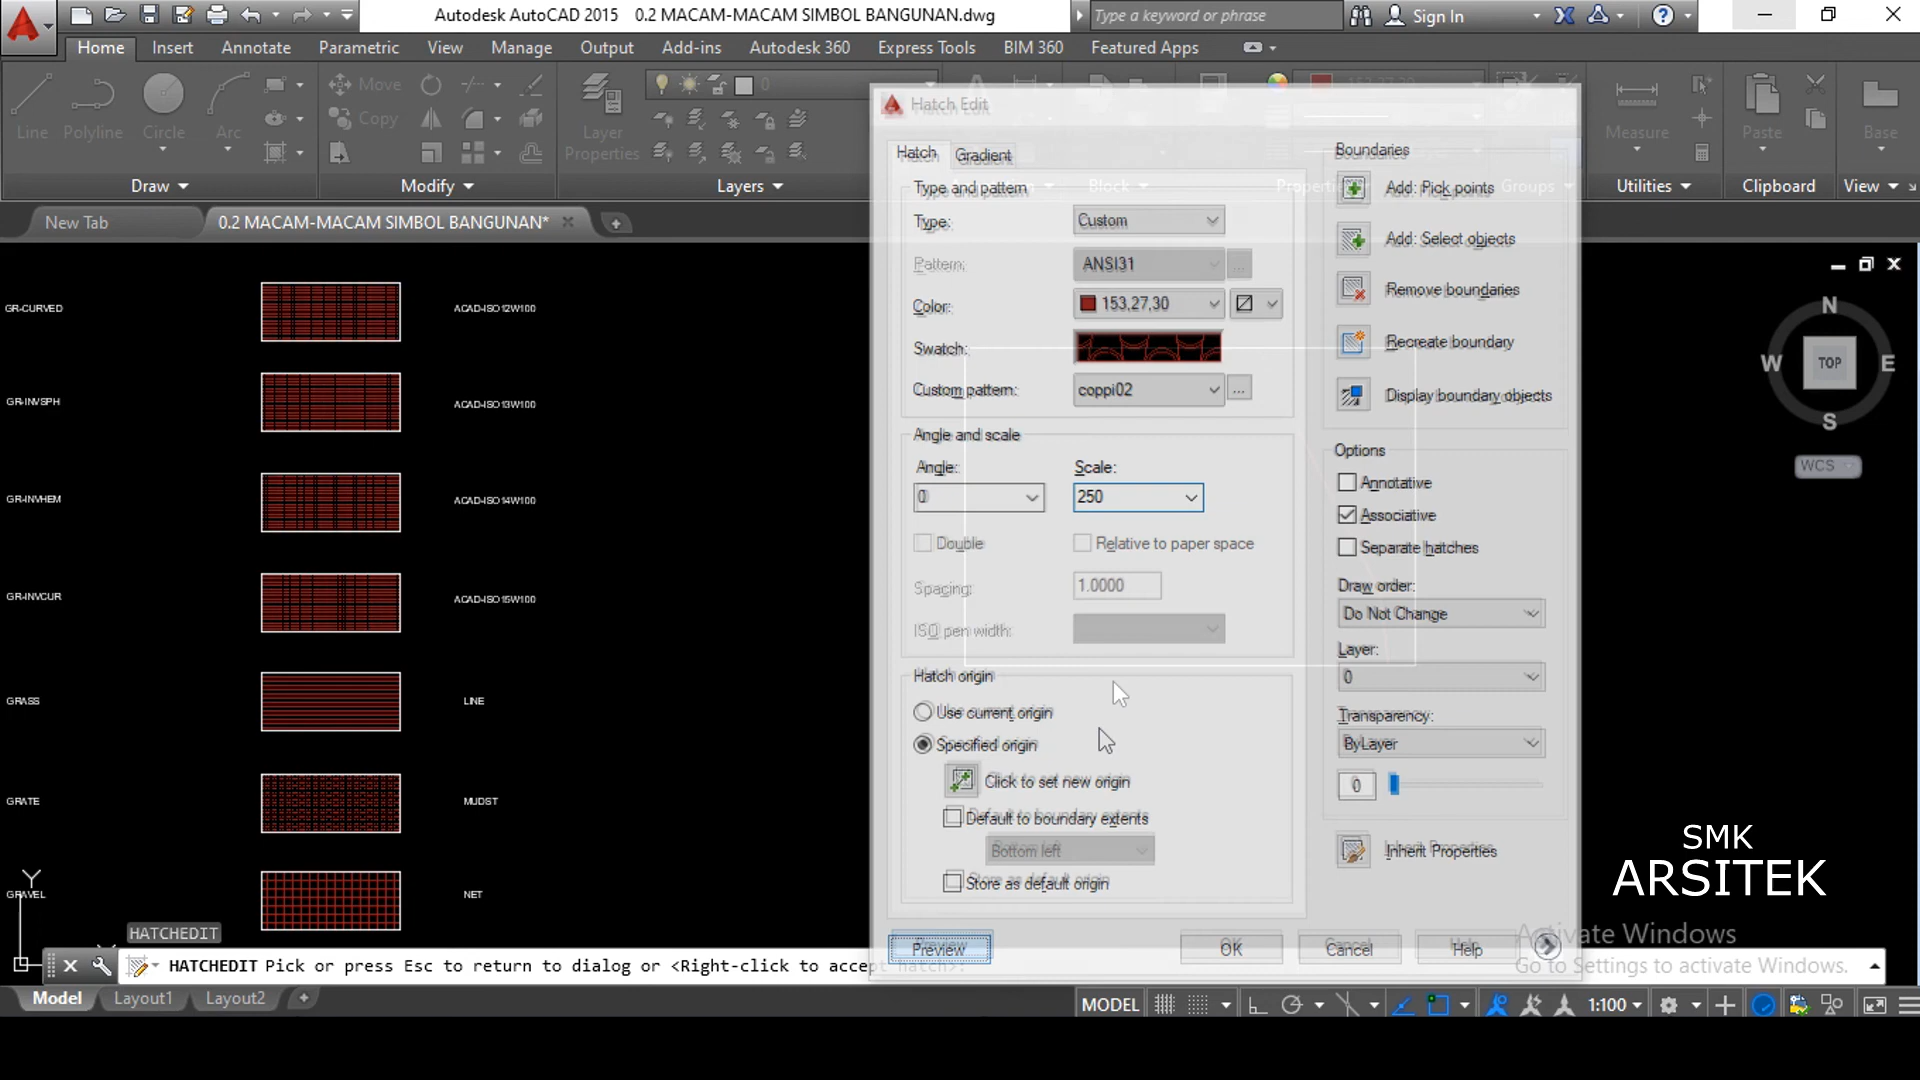 Autodesk AutoCAD 2015 0.2 MACAM-MACAM SIMBOL BANGUNAN.dwg
Type a keyword or phrase
Sign In
Home Insert Annotate Parametric View Manage Output Add-ins Autodesk 360 Express Tools BIM 360 Featured Apps
Line Polyline Circle Arc
Move
Copy
Layer Properties
0
Measure
Paste
Base
Draw Modify Layers Block Groups Utilities Clipboard View
New Tab
0.2 MACAM-MACAM SIMBOL BANGUNAN*
GR-CURVED
ACAD-ISO12W100
GR-INVSPH
ACAD-ISO13W100
GR-INVHEM
ACAD-ISO14W100
GR-INVCUR
ACAD-ISO15W100
GRASS
LINE
GRATE
MUDST
GRAVEL
NET
Y
Hatch Edit
Hatch
Gradient
Type and pattern
Type:
Custom
Pattern:
ANSI31
...
Color:
153,27,30
Swatch:
Custom pattern:
coppi02
...
Angle and scale
Angle:
Scale:
0
250
Double
Relative to paper space
Spacing:
1.0000
ISO pen width:
Hatch origin
Use current origin
Specified origin
Click to set new origin
Default to boundary extents
Bottom left
Store as default origin
Boundaries
Add: Pick points
Add: Select objects
Remove boundaries
Recreate boundary
Display boundary objects
Options
Annotative
Associative
Separate hatches
Draw order:
Do Not Change
Layer:
0
Transparency:
ByLayer
0
Inherit Properties
Preview
OK
Cancel
Help
N
W
TOP
E
S
WCS
SMK
ARSITEK
Activate Windows
Go to Settings to activate Windows.
HATCHEDIT
HATCHEDIT Pick or press Esc to return to dialog or <Right-click to accept hatch>:
Model
Layout1
Layout2
MODEL
1:100